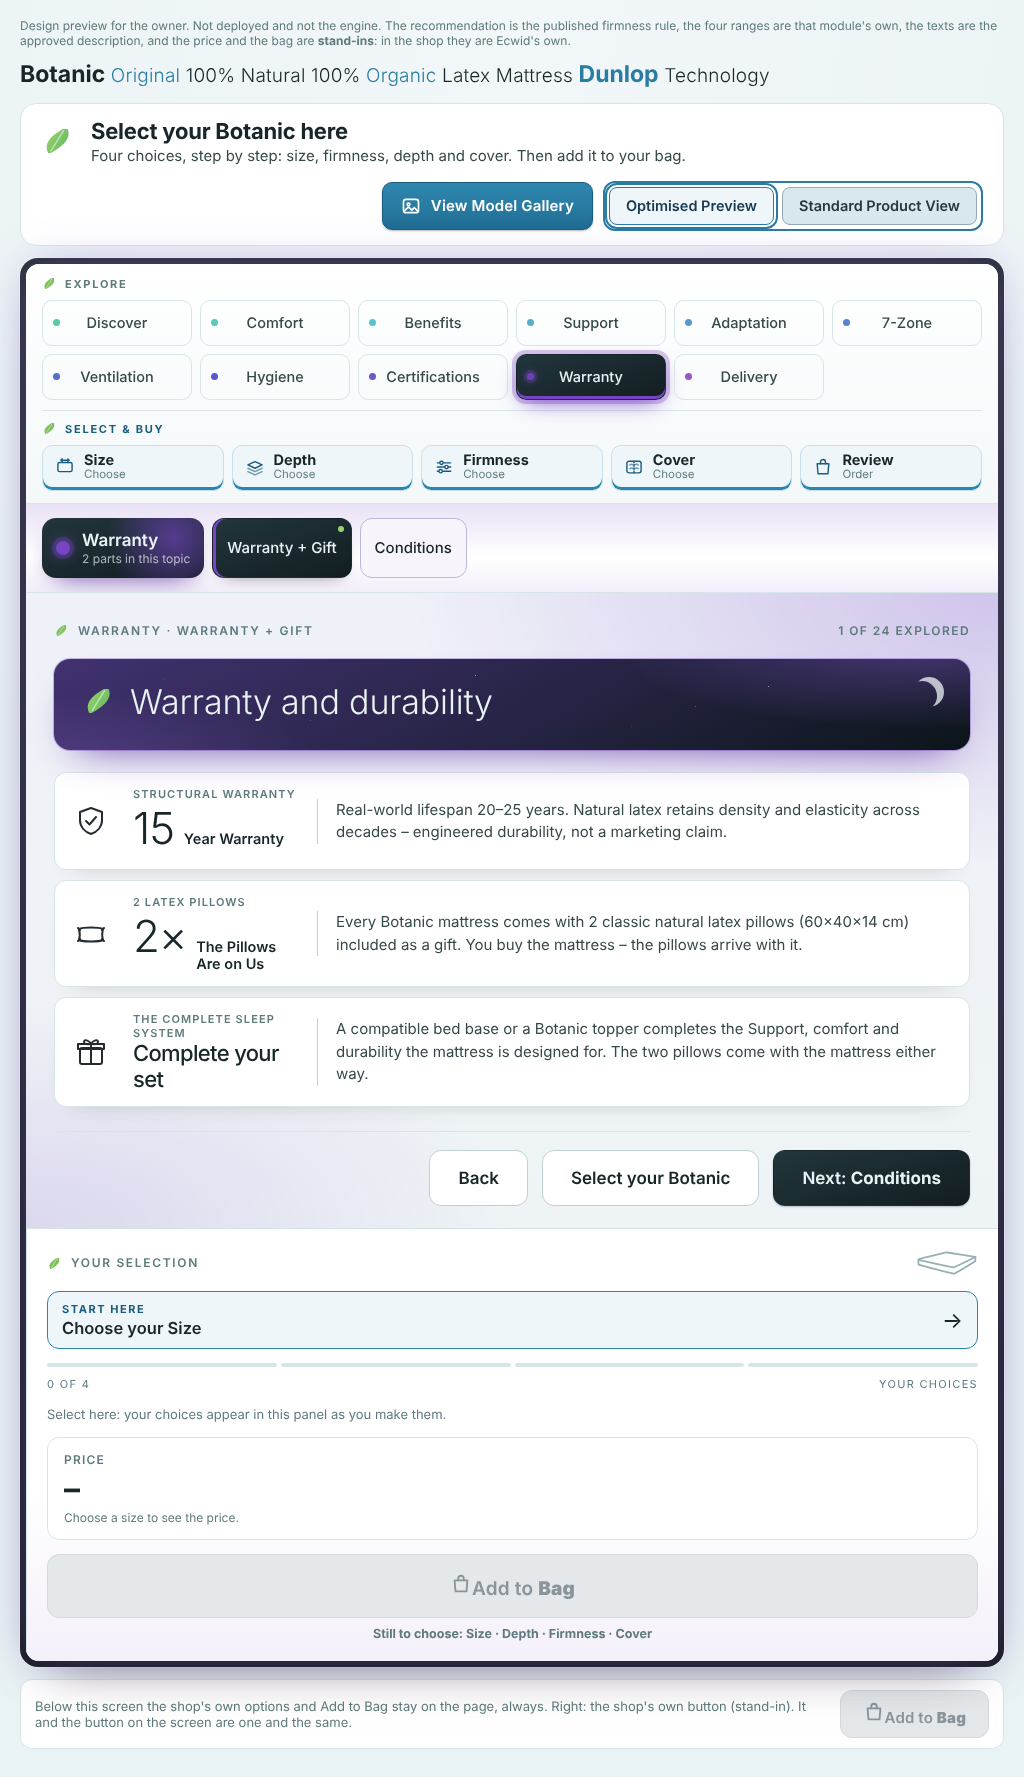 Design preview for the owner. Not deployed and not the engine. The recommendation is the published firmness rule, the four ranges are that module's own, the texts are the
approved description, and the price and the bag are stand-ins: in the shop they are Ecwid's own.
Botanic Original 100% Natural 100% Organic Latex Mattress Dunlop Technology
Select your Botanic here
Four choices, step by step: size, firmness, depth and cover. Then add it to your bag.
View Model Gallery
Optimised Preview
Standard Product View
EXPLORE
Discover
Comfort
Benefits
Support
Adaptation
7-Zone
Ventilation
Hygiene
Certifications
Warranty
Delivery
SELECT & BUY
Size
Choose
Depth
Choose
Firmness
Choose
Cover
Choose
Review
Order
Warranty
2 parts in this topic
Warranty + Gift
Conditions
WARRANTY · WARRANTY + GIFT
1 OF 24 EXPLORED
Warranty and durability
STRUCTURAL WARRANTY
15 Year Warranty
Real-world lifespan 20–25 years. Natural latex retains density and elasticity across
decades – engineered durability, not a marketing claim.
2 LATEX PILLOWS
2× The Pillows
Are on Us
Every Botanic mattress comes with 2 classic natural latex pillows (60×40×14 cm)
included as a gift. You buy the mattress – the pillows arrive with it.
THE COMPLETE SLEEP
SYSTEM
Complete your
set
A compatible bed base or a Botanic topper completes the Support, comfort and
durability the mattress is designed for. The two pillows come with the mattress either
way.
Back
Select your Botanic
Next: Conditions
YOUR SELECTION
START HERE
Choose your Size
0 OF 4
YOUR CHOICES
Select here: your choices appear in this panel as you make them.
PRICE
–
Choose a size to see the price.
Add to Bag
Still to choose: Size · Depth · Firmness · Cover
Below this screen the shop's own options and Add to Bag stay on the page, always. Right: the shop's own button (stand-in). It
and the button on the screen are one and the same.
Add to Bag